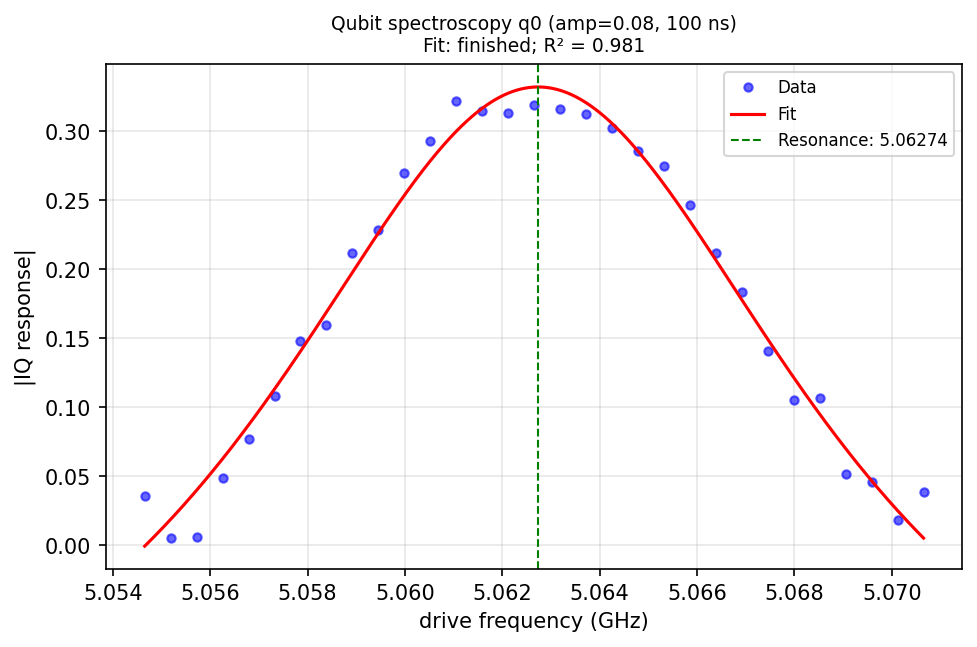 Qubit spectroscopy q0 (amp=0.08, 100 ns)
Fit: finished; R² = 0.981
Data
Fit
Resonance: 5.06274
|IQ response|
0.30
0.25
0.20
0.15
0.10
0.05
0.00
5.054 5.056 5.058 5.060 5.062 5.064 5.066 5.068 5.070
drive frequency (GHz)